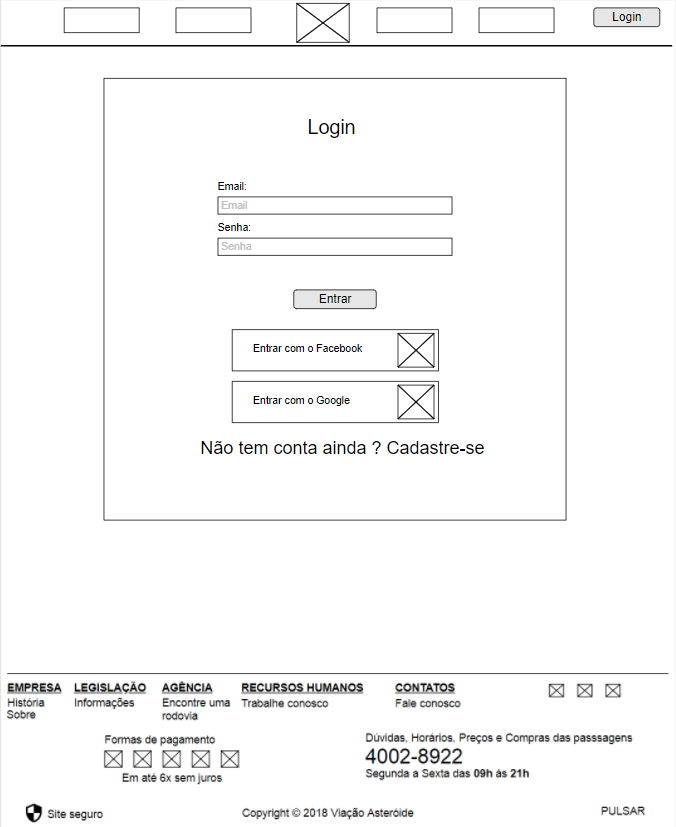 Login
Login
Email:
Email
Senha:
Senha
Entrar
Entrar com o Facebook
Entrar com o Google
Não tem conta ainda ? Cadastre-se
EMPRESA LEGISLAÇÃO AGÊNCIA RECURSOS HUMANOS CONTATOS
História Informações Encontre uma Trabalhe conosco Fale conosco
Sobre rodovia
Formas de pagamento
Em até 6x sem juros
Dúvidas, Horários, Preços e Compras das passsagens
4002-8922
Segunda a Sexta das 09h ás 21h
Site seguro
Copyright © 2018 Viação Asteróide
PULSAR